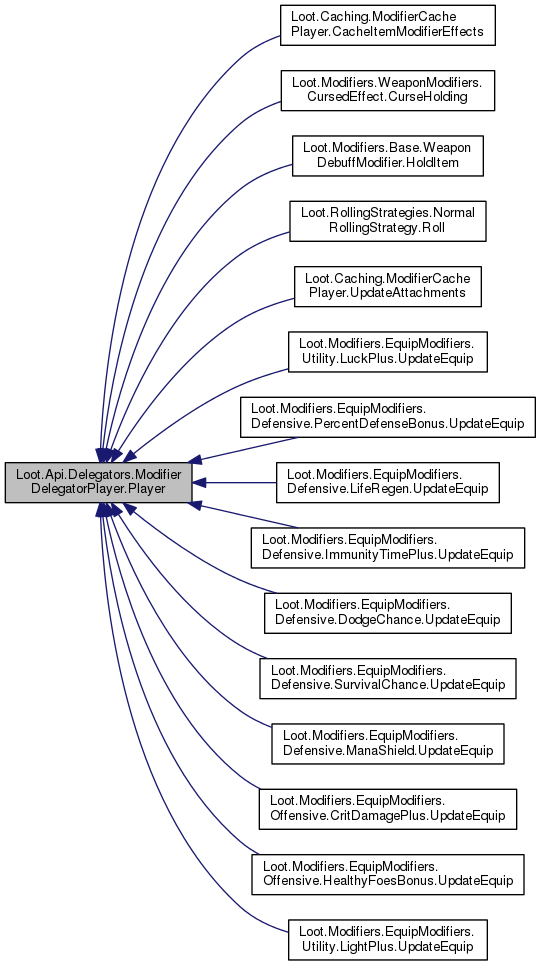 Loot.Caching.ModifierCache
Player.CacheItemModifierEffects
Loot.Modifiers.WeaponModifiers.
CursedEffect.CurseHolding
Loot.Modifiers.Base.Weapon
DebuffModifier.HoldItem
Loot.RollingStrategies.Normal
RollingStrategy.Roll
Loot.Caching.ModifierCache
Player.UpdateAttachments
Loot.Modifiers.EquipModifiers.
Utility.LuckPlus.UpdateEquip
Loot.Modifiers.EquipModifiers.
Defensive.PercentDefenseBonus.UpdateEquip
Loot.Api.Delegators.Modifier
DelegatorPlayer.Player
Loot.Modifiers.EquipModifiers.
Defensive.LifeRegen.UpdateEquip
Loot.Modifiers.EquipModifiers.
Defensive.ImmunityTimePlus.UpdateEquip
Loot.Modifiers.EquipModifiers.
Defensive.DodgeChance.UpdateEquip
Loot.Modifiers.EquipModifiers.
Defensive.SurvivalChance.UpdateEquip
Loot.Modifiers.EquipModifiers.
Defensive.ManaShield.UpdateEquip
Loot.Modifiers.EquipModifiers.
Offensive.CritDamagePlus.UpdateEquip
Loot.Modifiers.EquipModifiers.
Offensive.HealthyFoesBonus.UpdateEquip
Loot.Modifiers.EquipModifiers.
Utility.LightPlus.UpdateEquip